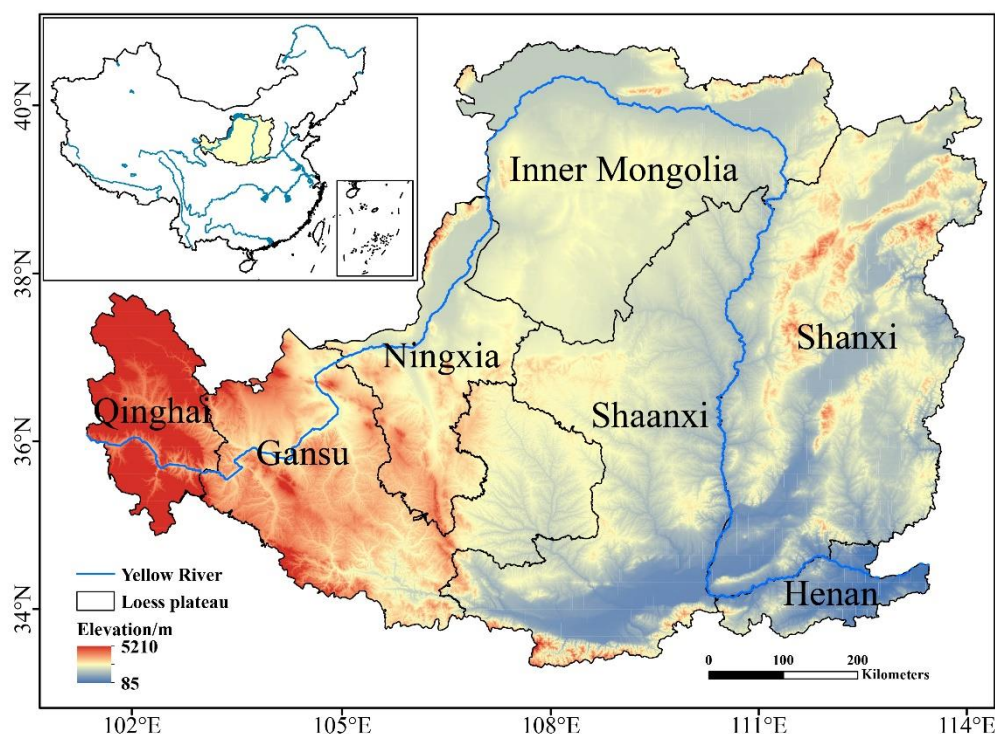 40°N
38°N
36°N
34°N
Inner Mongolia
Ningxia
Shanxi
Qinghai
Gansu
Shaanxi
Henan
Yellow River
Loess plateau
Elevation/m
5210
85
0 100 200
Kilometers
102°E 105°E 108°E 111°E 114°E